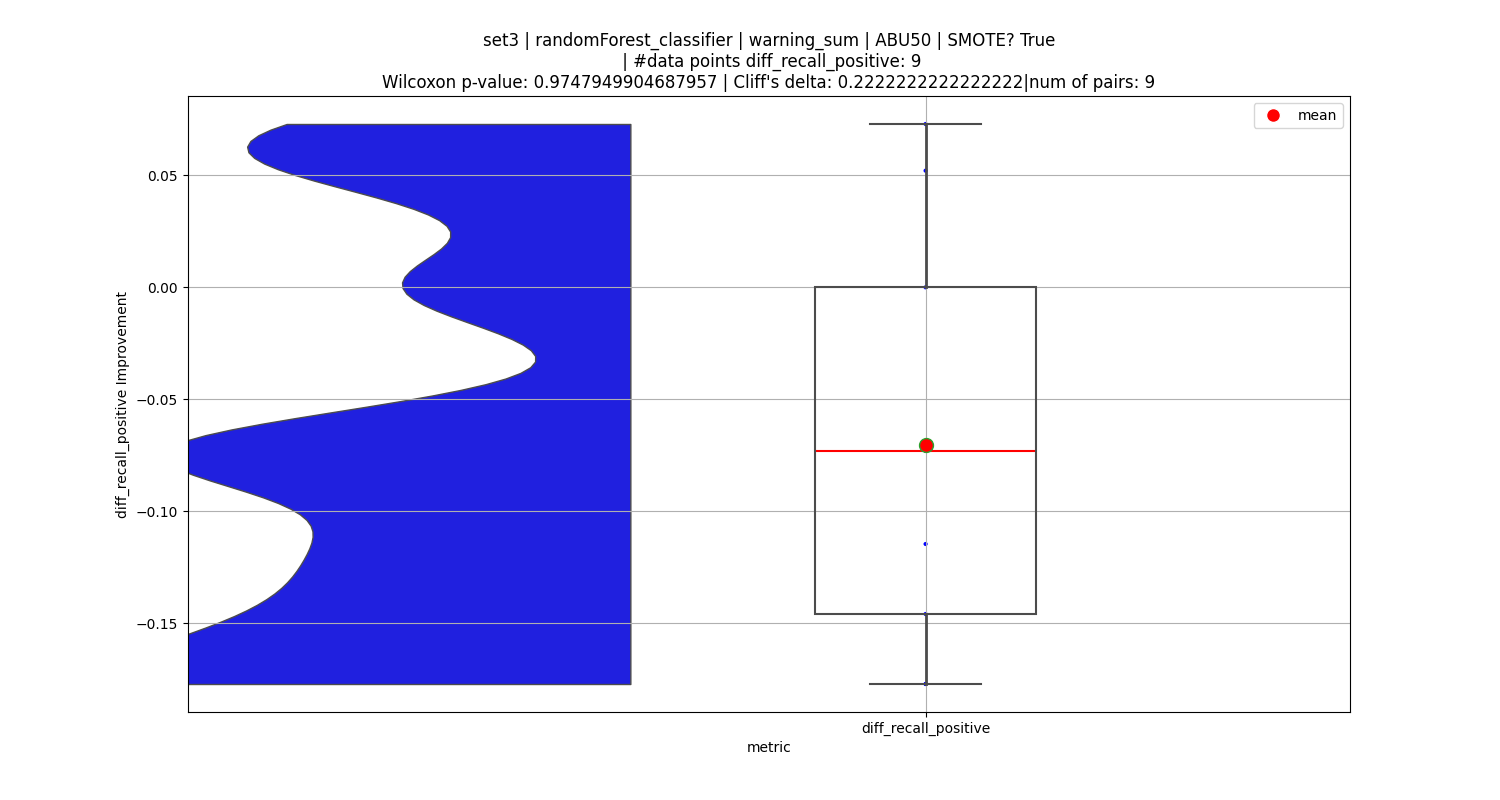 set3 | randomForest_classifier | warning_sum | ABU50 | SMOTE? True
| #data points diff_recall_positive: 9
Wilcoxon p-value: 0.9747949904687957 | Cliff's delta: 0.2222222222222222|num of pairs: 9
mean
0.05
0.00
−0.05
−0.10
−0.15
diff_recall_positive Improvement
diff_recall_positive
metric